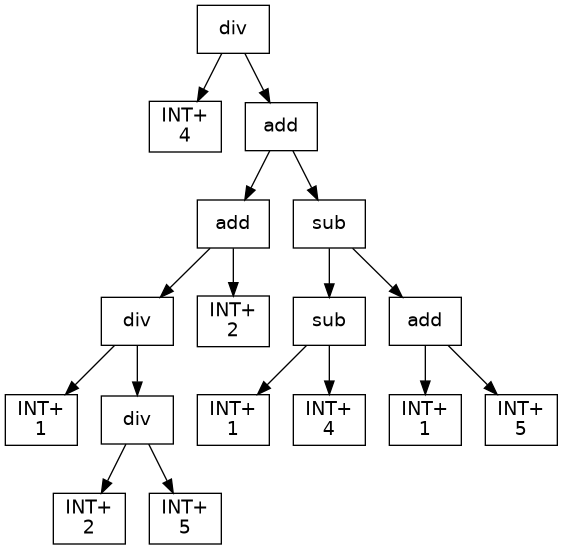 div
INT+
4
add
add
sub
div
INT+
2
sub
add
INT+
1
div
INT+
1
INT+
4
INT+
1
INT+
5
INT+
2
INT+
5